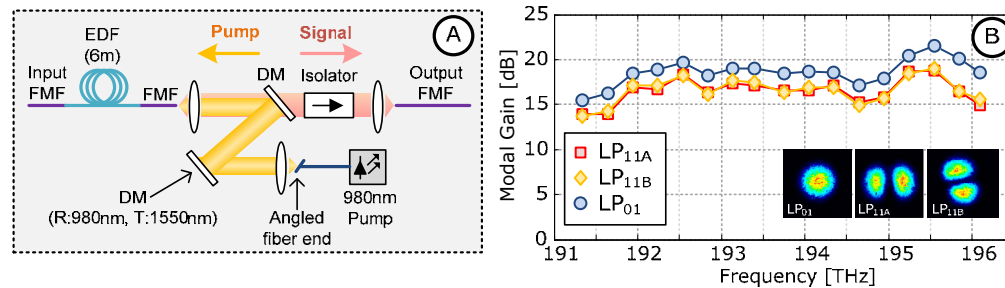 A
EDF
(6m)
Pump
Signal
DM
Isolator
Input
FMF
FMF
Output
FMF
DM
(R:980nm, T:1550nm)
Angled
fiber end
980nm
Pump
B
Modal Gain [dB]
25
20
15
10
5
0
LP11A
LP11B
LP01
LP01
LP11A
LP11B
191
192
193
194
195
196
Frequency [THz]